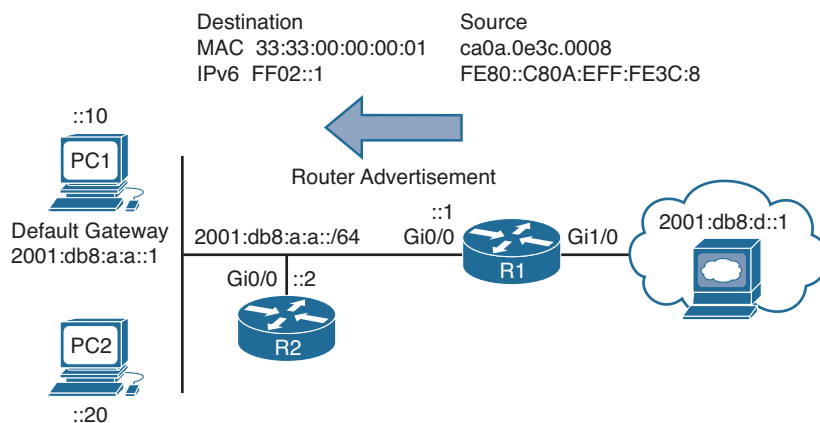 Destination Source
MAC 33:33:00:00:00:01 ca0a.0e3c.0008
IPv6 FF02::1 FE80::C80A:EFF:FE3C:8
::10
PC1
Router Advertisement
Default Gateway
2001:db8:a:a::1
2001:db8:a:a::/64
::1
Gi0/0
R1
Gi1/0
2001:db8:d::1
Gi0/0 ::2
R2
PC2
::20